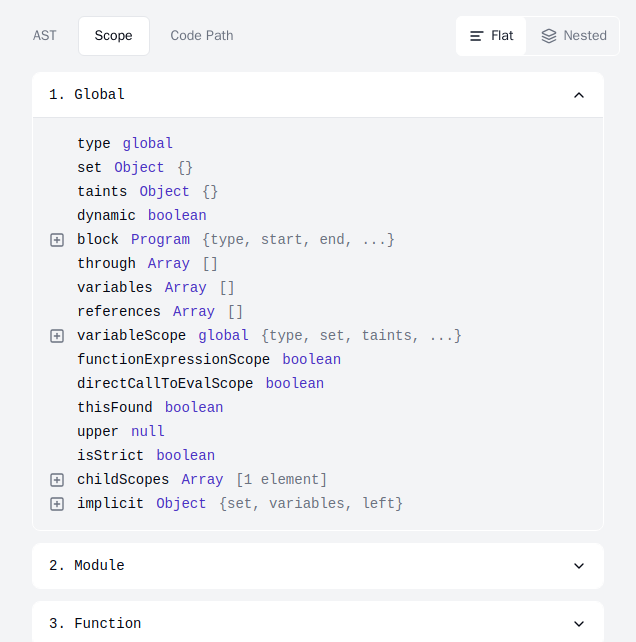 AST Scope Code Path Flat Nested
1. Global
type global
set Object {}
taints Object {}
dynamic boolean
block Program {type, start, end, ...}
through Array []
variables Array []
references Array []
variableScope global {type, set, taints, ...}
functionExpressionScope boolean
directCallToEvalScope boolean
thisFound boolean
upper null
isStrict boolean
childScopes Array [1 element]
implicit Object {set, variables, left}
2. Module
3. Function